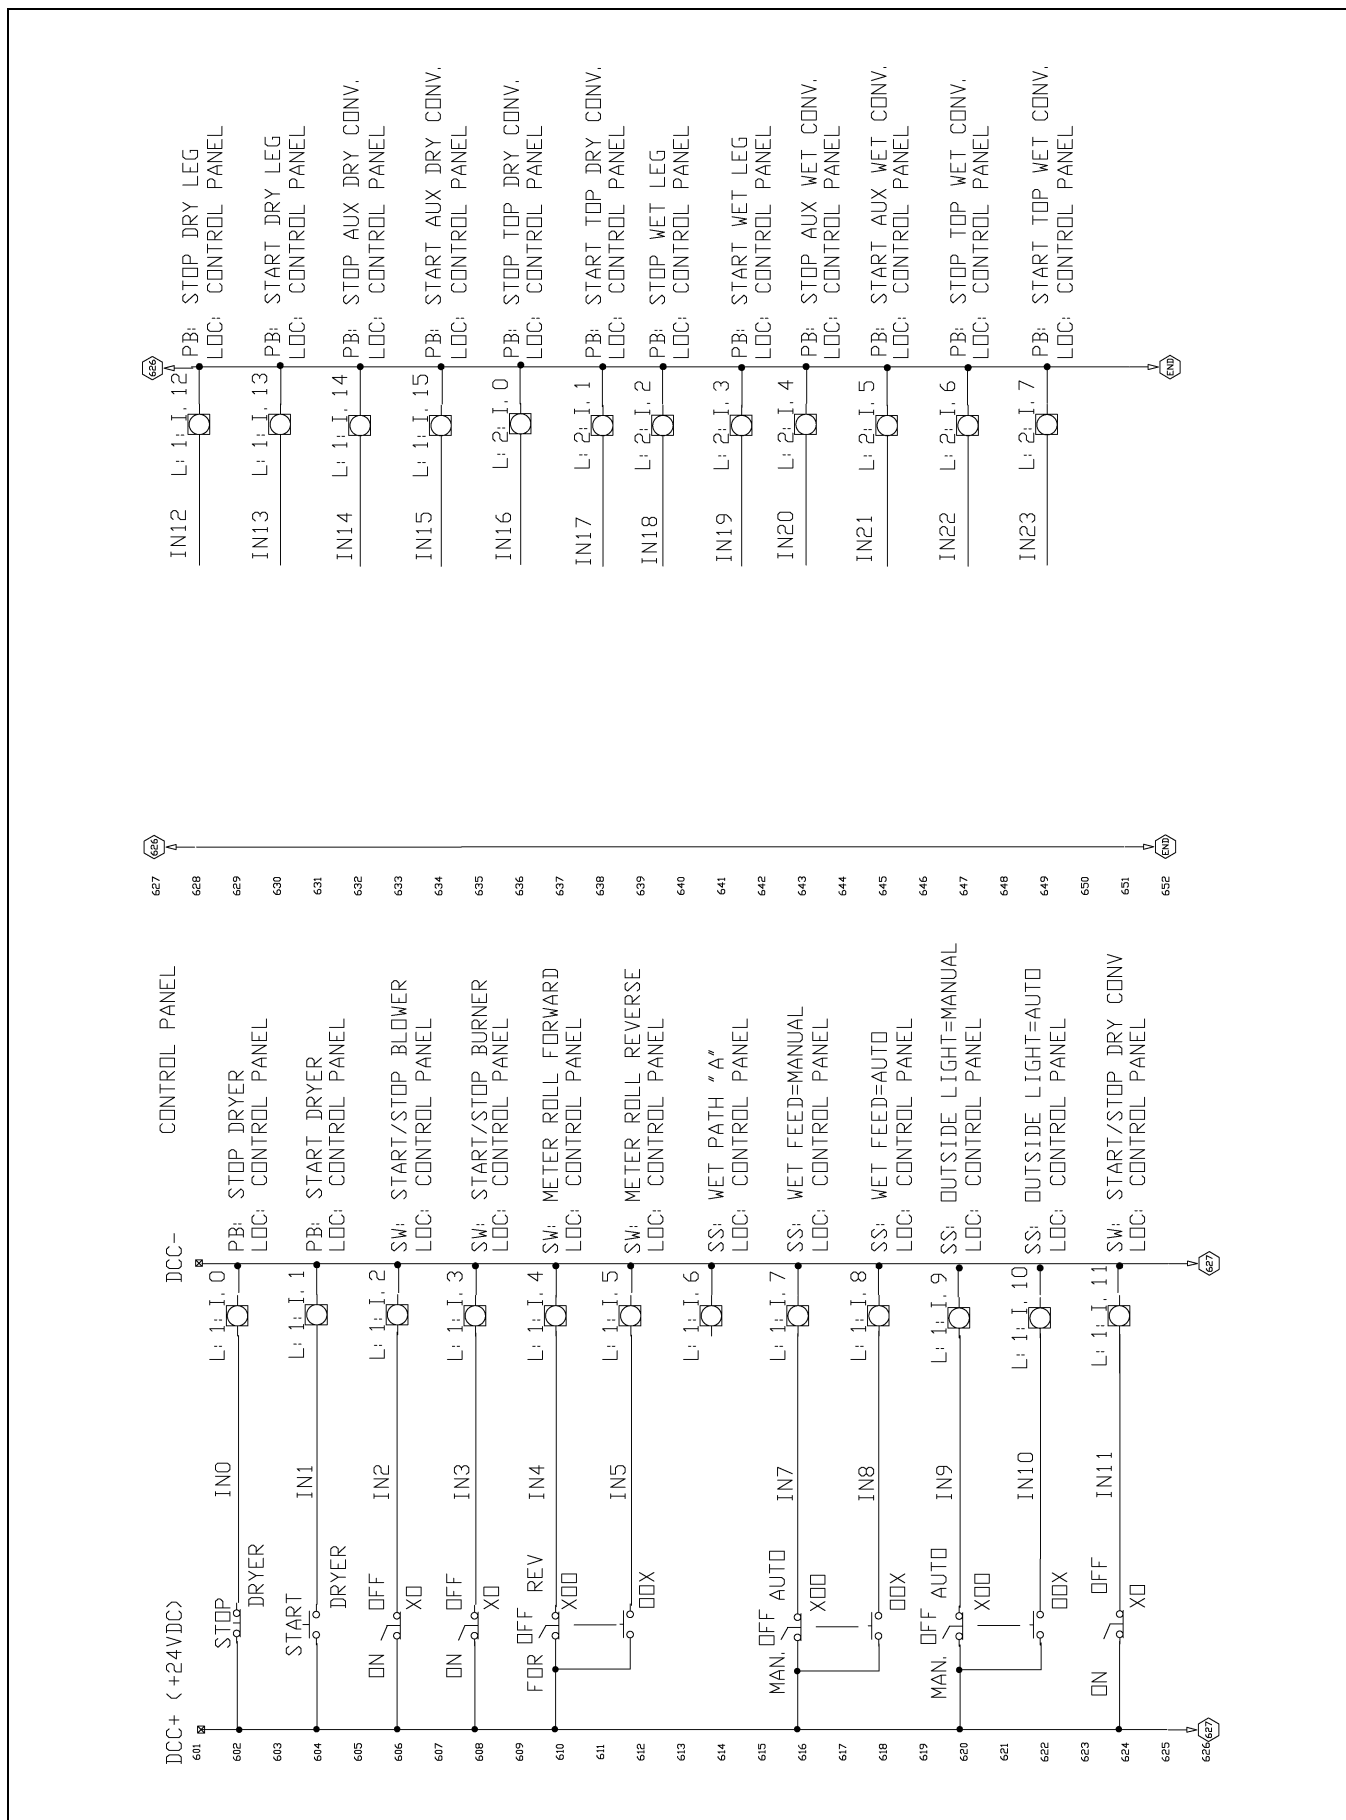 DCC+ (+24VDC)
DCC-
CONTROL PANEL
601
602
STOP
DRYER
IN0
L: 1: I. 0
PB: STOP DRYER
LOC: CONTROL PANEL
603
604
START
DRYER
IN1
L: 1: I. 1
PB: START DRYER
LOC: CONTROL PANEL
605
606
ON OFF
XO
IN2
L: 1: I. 2
SW: START/STOP BLOWER
LOC: CONTROL PANEL
607
608
ON OFF
XO
IN3
L: 1: I. 3
SW: START/STOP BURNER
LOC: CONTROL PANEL
609
610
FOR OFF REV
XOO
IN4
L: 1: I. 4
SW: METER ROLL FORWARD
LOC: CONTROL PANEL
611
612
OOX
IN5
L: 1: I. 5
SW: METER ROLL REVERSE
LOC: CONTROL PANEL
613
614
L: 1: I. 6
SS: WET PATH "A"
LOC: CONTROL PANEL
615
616
MAN. OFF AUTO
XOO
IN7
L: 1: I. 7
SS: WET FEED=MANUAL
LOC: CONTROL PANEL
617
618
OOX
IN8
L: 1: I. 8
SS: WET FEED=AUTO
LOC: CONTROL PANEL
619
620
MAN. OFF AUTO
XOO
IN9
L: 1: I. 9
SS: OUTSIDE LIGHT=MANUAL
LOC: CONTROL PANEL
621
622
OOX
IN10
L: 1: I. 10
SS: OUTSIDE LIGHT=AUTO
LOC: CONTROL PANEL
623
624
ON OFF
XO
IN11
L: 1: I. 11
SW: START/STOP DRY CONV
LOC: CONTROL PANEL
625
626
627
627
626
626
627
628
629
630
631
632
633
634
635
636
637
638
639
640
641
642
643
644
645
646
647
648
649
650
651
652
END
IN12
L: 1: I. 12
PB: STOP DRY LEG
LOC: CONTROL PANEL
IN13
L: 1: I. 13
PB: START DRY LEG
LOC: CONTROL PANEL
IN14
L: 1: I. 14
PB: STOP AUX DRY CONV.
LOC: CONTROL PANEL
IN15
L: 1: I. 15
PB: START AUX DRY CONV.
LOC: CONTROL PANEL
IN16
L: 2: I. 0
PB: STOP TOP DRY CONV.
LOC: CONTROL PANEL
IN17
L: 2: I. 1
PB: START TOP DRY CONV.
LOC: CONTROL PANEL
IN18
L: 2: I. 2
PB: STOP WET LEG
LOC: CONTROL PANEL
IN19
L: 2: I. 3
PB: START WET LEG
LOC: CONTROL PANEL
IN20
L: 2: I. 4
PB: STOP AUX WET CONV.
LOC: CONTROL PANEL
IN21
L: 2: I. 5
PB: START AUX WET CONV.
LOC: CONTROL PANEL
IN22
L: 2: I. 6
PB: STOP TOP WET CONV.
LOC: CONTROL PANEL
IN23
L: 2: I. 7
PB: START TOP WET CONV.
LOC: CONTROL PANEL
END